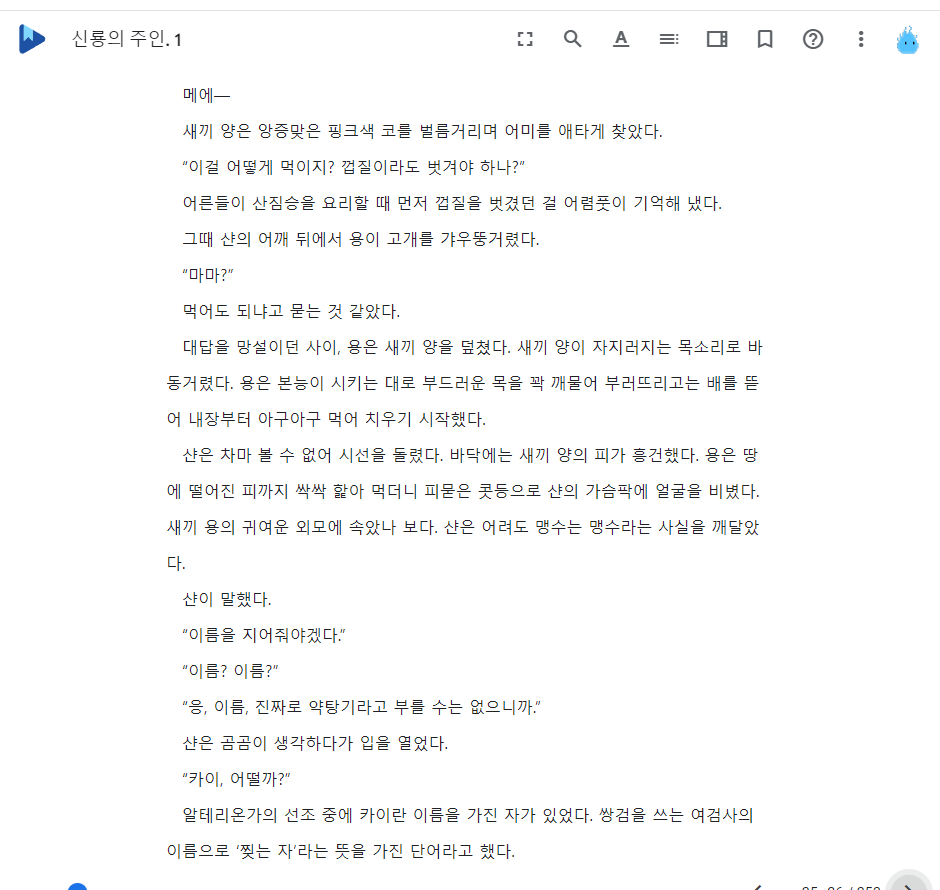 신룡의 주인. 1
메에―
새끼 양은 앙증맞은 핑크색 코를 벌름거리며 어미를 애타게 찾았다.
“이걸 어떻게 먹이지? 껍질이라도 벗겨야 하나?”
어른들이 산짐승을 요리할 때 먼저 껍질을 벗겼던 걸 어렴풋이 기억해 냈다.
그때 샨의 어깨 뒤에서 용이 고개를 갸우뚱거렸다.
“마마?”
먹어도 되냐고 묻는 것 같았다.
대답을 망설이던 사이, 용은 새끼 양을 덮쳤다. 새끼 양이 자지러지는 목소리로 바
동거렸다. 용은 본능이 시키는 대로 부드러운 목을 꽉 깨물어 부러뜨리고는 배를 뜯
어 내장부터 아구아구 먹어 치우기 시작했다.
샨은 차마 볼 수 없어 시선을 돌렸다. 바닥에는 새끼 양의 피가 흥건했다. 용은 땅
에 떨어진 피까지 싹싹 핥아 먹더니 피묻은 콧등으로 샨의 가슴팍에 얼굴을 비볐다.
새끼 용의 귀여운 외모에 속았나 보다. 샨은 어려도 맹수는 맹수라는 사실을 깨달았
다.
샨이 말했다.
“이름을 지어줘야겠다.”
“이름? 이름?”
“응, 이름, 진짜로 약탕기라고 부를 수는 없으니까.”
샨은 곰곰이 생각하다가 입을 열었다.
“카이, 어떨까?”
알테리온가의 선조 중에 카이란 이름을 가진 자가 있었다. 쌍검을 쓰는 여검사의
이름으로 ‘찢는 자’라는 뜻을 가진 단어라고 했다.